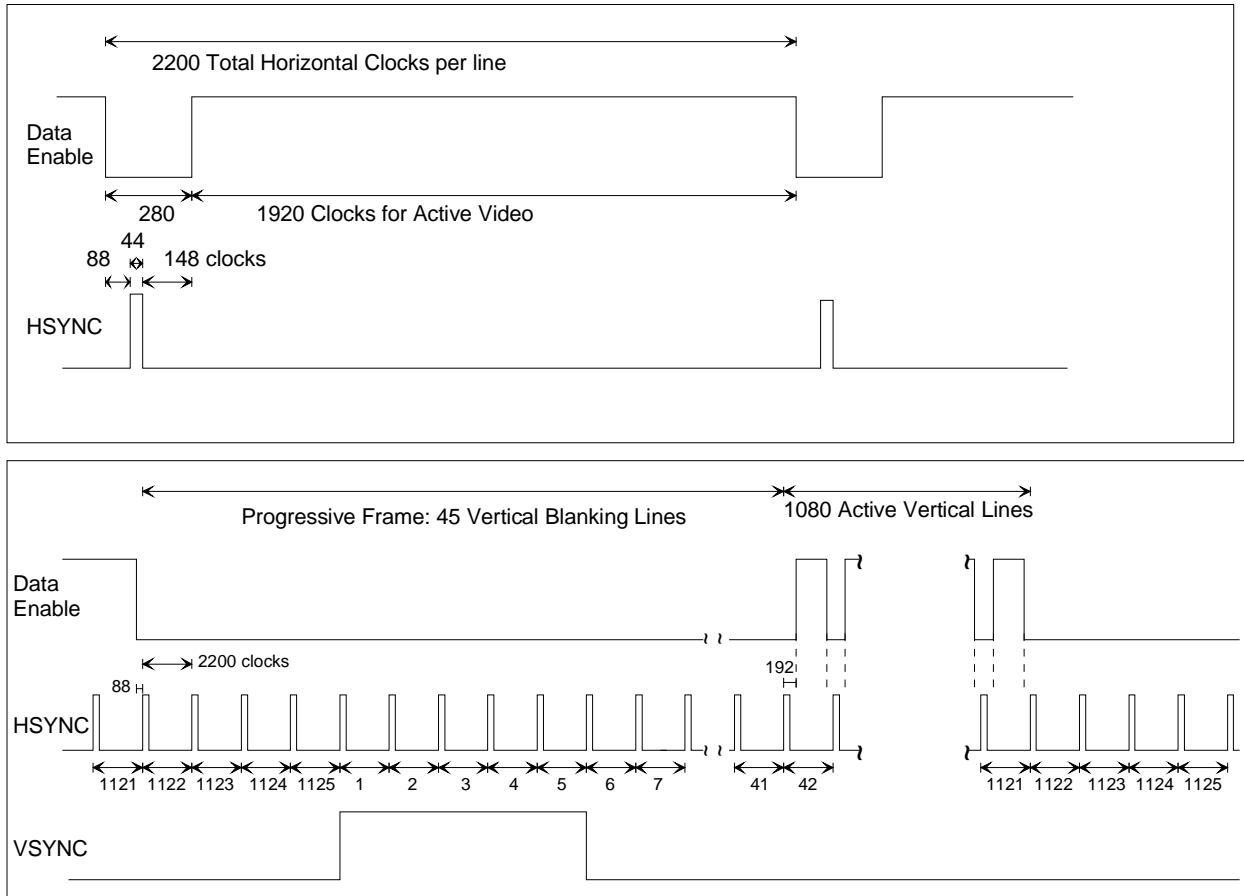 2200 Total Horizontal Clocks per line
Data
Enable
280
1920 Clocks for Active Video
44
88
148 clocks
HSYNC
Progressive Frame: 45 Vertical Blanking Lines
1080 Active Vertical Lines
Data
Enable
2200 clocks
192
88
HSYNC
1121 1122 1123 1124 1125 1 2 3 4 5 6 7 41 42 1121 1122 1123 1124 1125
VSYNC